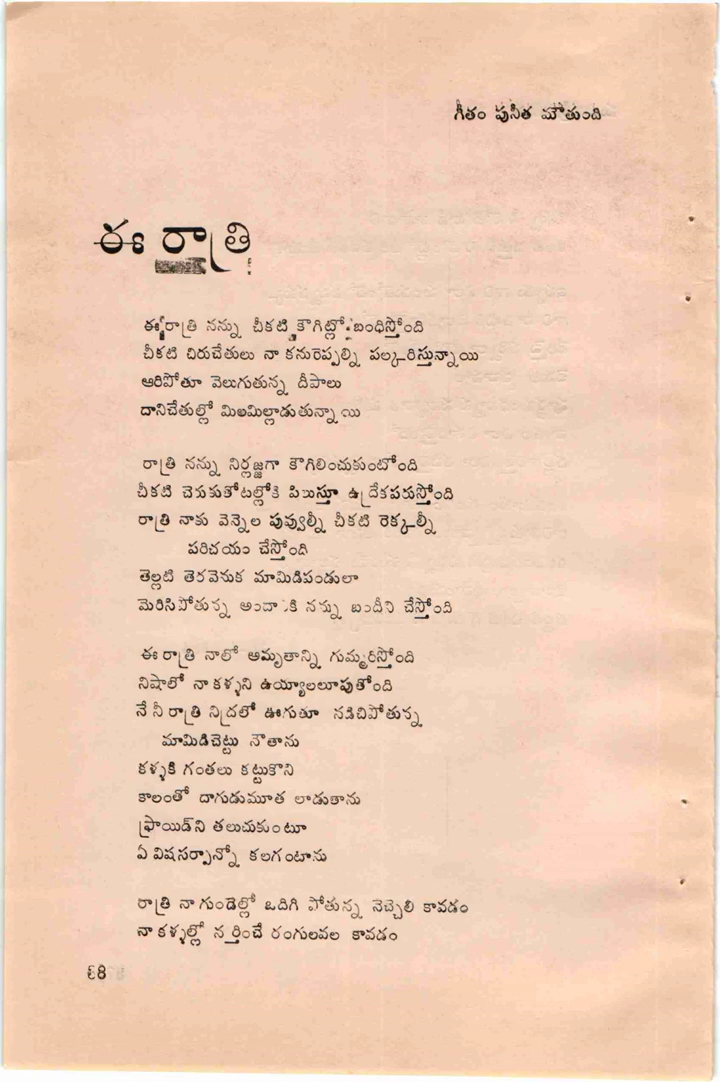 గీతం పునీత మౌతుంది
ఈ రాత్రి
ఈ రాత్రి నన్ను చీకటి కౌగిట్లో బంధిస్తోంది
చీకటి చిరుచేతులు నా కనురెప్పల్ని పల్కరిస్తున్నాయి
ఆరిపోతూ వెలుగుతున్న దీపాలు
దానిచేతుల్లో మిలమిల్లాడుతున్నాయి
రాత్రి నన్ను నిర్లజ్జగా కౌగిలించుకుంటోంది
చీకటి చెరుకుతోటల్లోకి పిలుస్తూ ఉద్రేకపరుస్తోంది
రాత్రి నాకు వెన్నెల పువ్వుల్నీ చీకటి రెక్కల్నీ
పరిచయం చేస్తోంది
తెల్లటి తెరవెనుక మామిడిపండులా
మెరిసిపోతున్న అందానికి నన్ను బందీని చేస్తోంది
ఈ రాత్రి నాలో అమృతాన్ని గుమ్మరిస్తోంది
నిషాలో నా కళ్ళని ఉయ్యాలలూపుతోంది
నే నీ రాత్రి నిద్రలో ఊగుతూ నడిచిపోతున్న
మామిడిచెట్టు నౌతాను
కళ్ళకి గంతలు కట్టుకొని
కాలంతో దాగుడుమూత లాడుతాను
ఫ్రాయిడ్‌ని తలుచుకుంటూ
ఏ విషసర్పాన్నో కలగంటాను
రాత్రి నా గుండెల్లో ఒదిగి పోతున్న నెచ్చెలి కావడం
నా కళ్ళల్లో నర్తించే రంగులవల కావడం
68